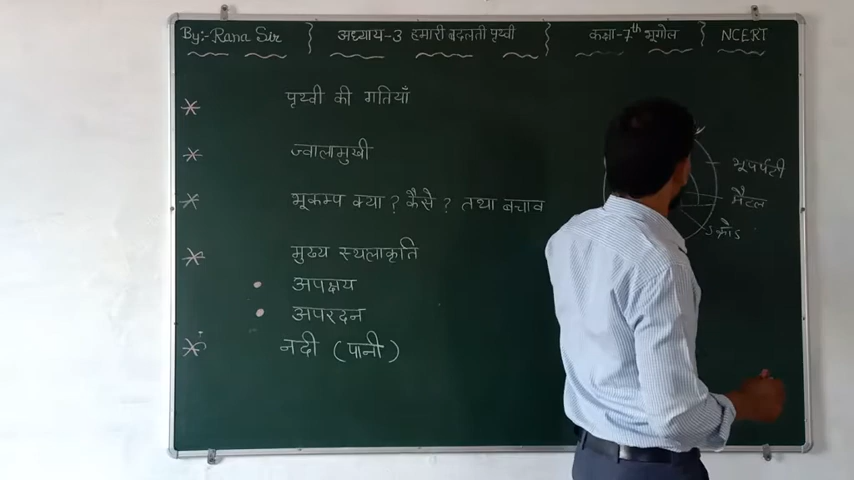 By:- Rana Sir } अध्याय-3 हमारी बदलती पृथ्वी } कक्षा-7th भूगोल } NCERT
पृथ्वी की गतियाँ
ज्वालामुखी
भूकम्प क्या? कैसे? तथा बचाव
मुख्य स्थलाकृति
अपक्षय
अपरदन
नदी (पानी)
भूपर्पटी
मैंटल
क्रोड